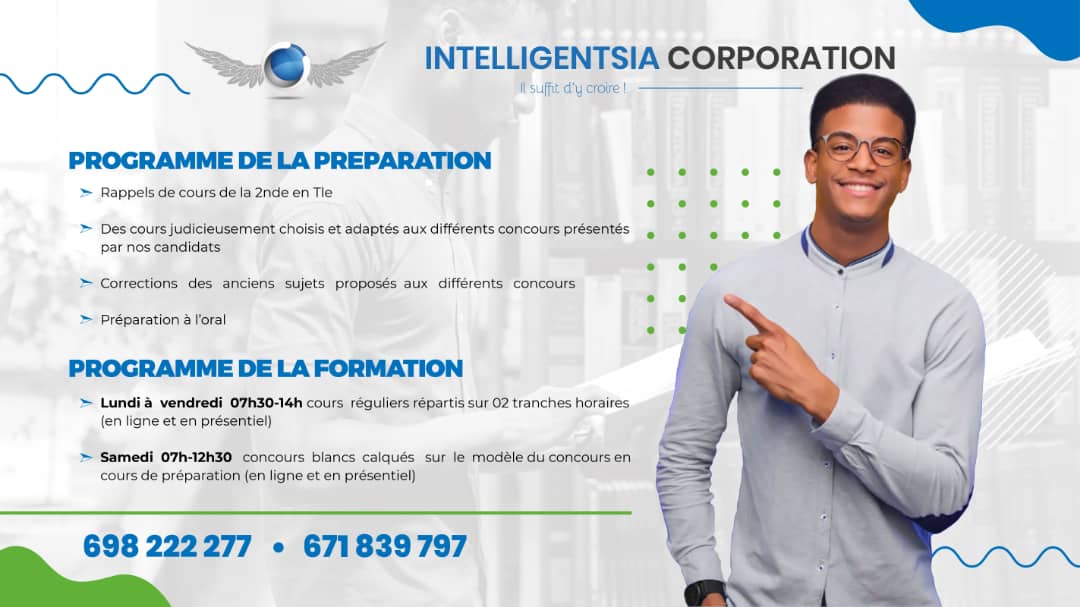 INTELLIGENTSIA CORPORATION
Il suffit d'y croire !
PROGRAMME DE LA PREPARATION
➣ Rappels de cours de la 2nde en Tle
➣ Des cours judicieusement choisis et adaptés aux différents concours présentés
par nos candidats
➣ Corrections des anciens sujets proposés aux différents concours
➣ Préparation à l'oral
PROGRAMME DE LA FORMATION
➣ Lundi à vendredi 07h30-14h cours réguliers répartis sur 02 tranches horaires
(en ligne et en présentiel)
➣ Samedi 07h-12h30 concours blancs calqués sur le modèle du concours en
cours de préparation (en ligne et en présentiel)
698 222 277 • 671 839 797